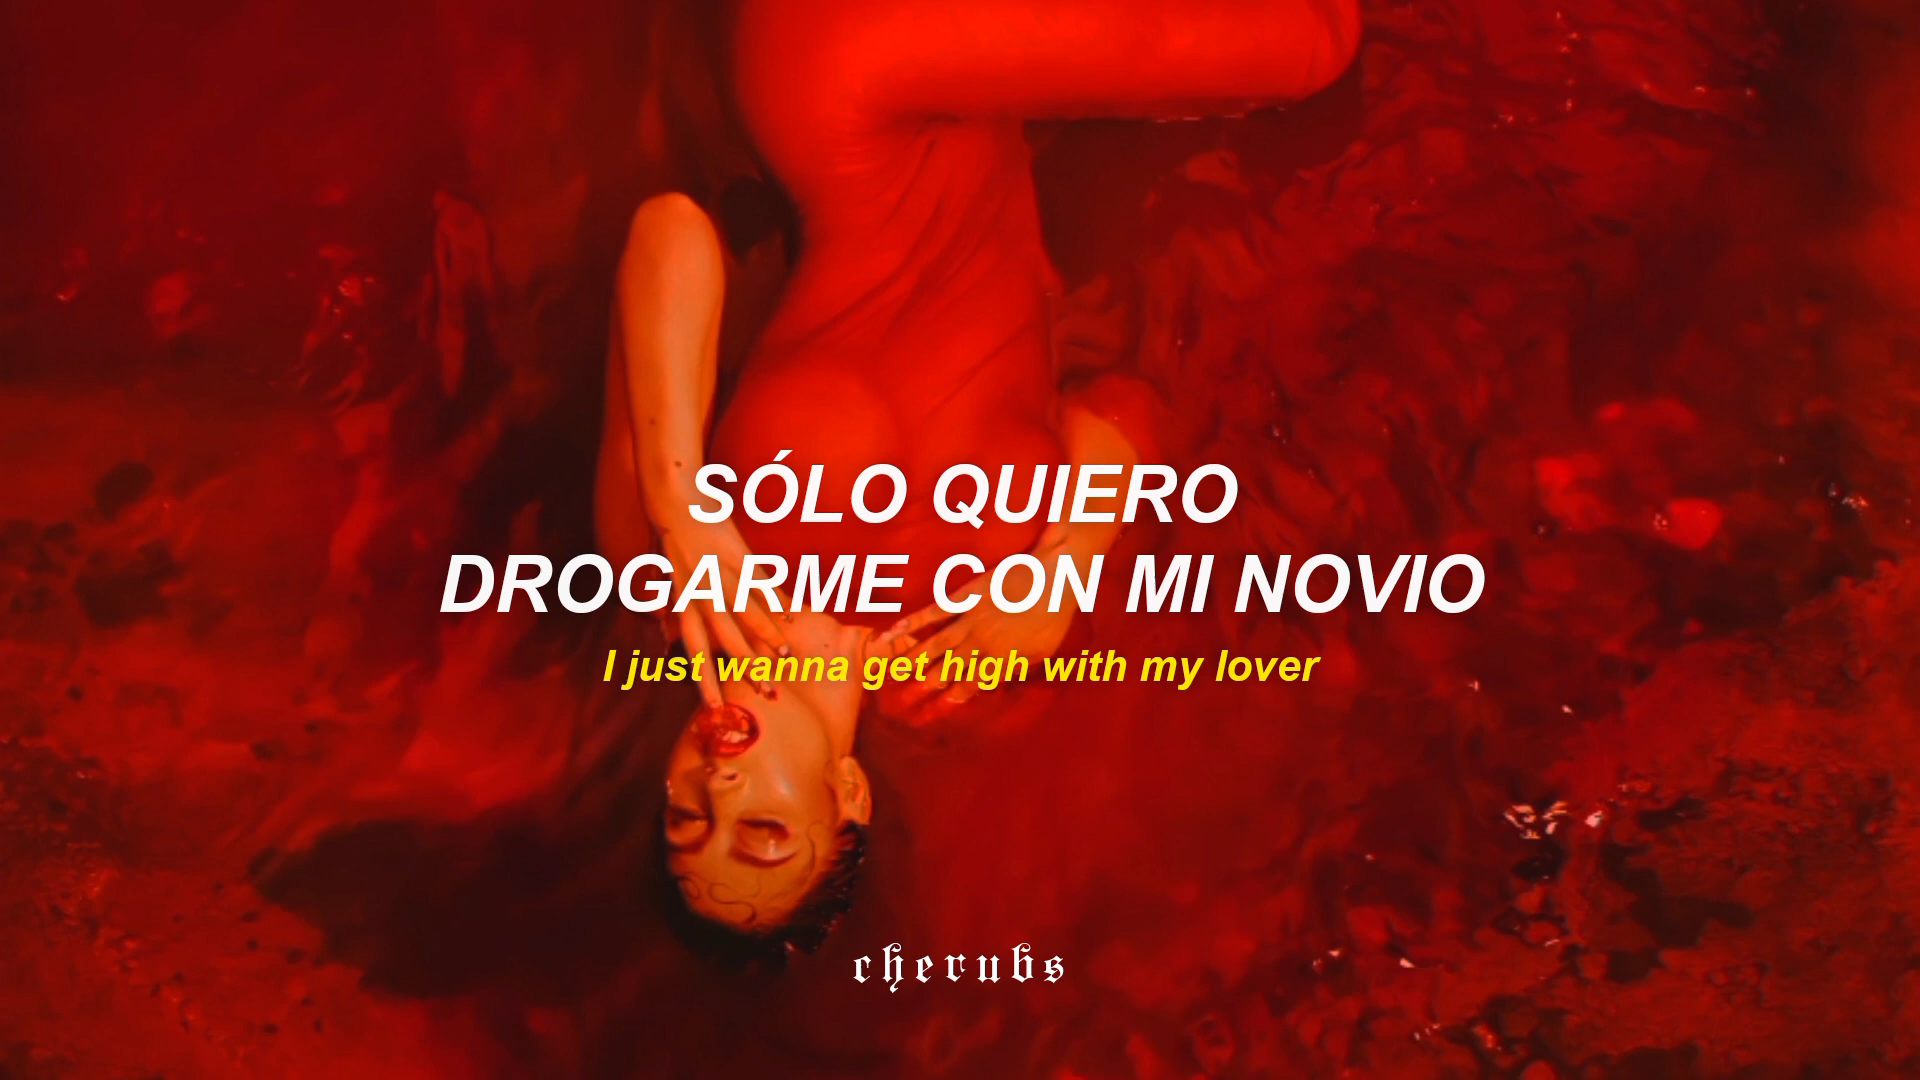 SÓLO QUIERO
DROGARME CON MI NOVIO
I just wanna get high with my lover
cherubs